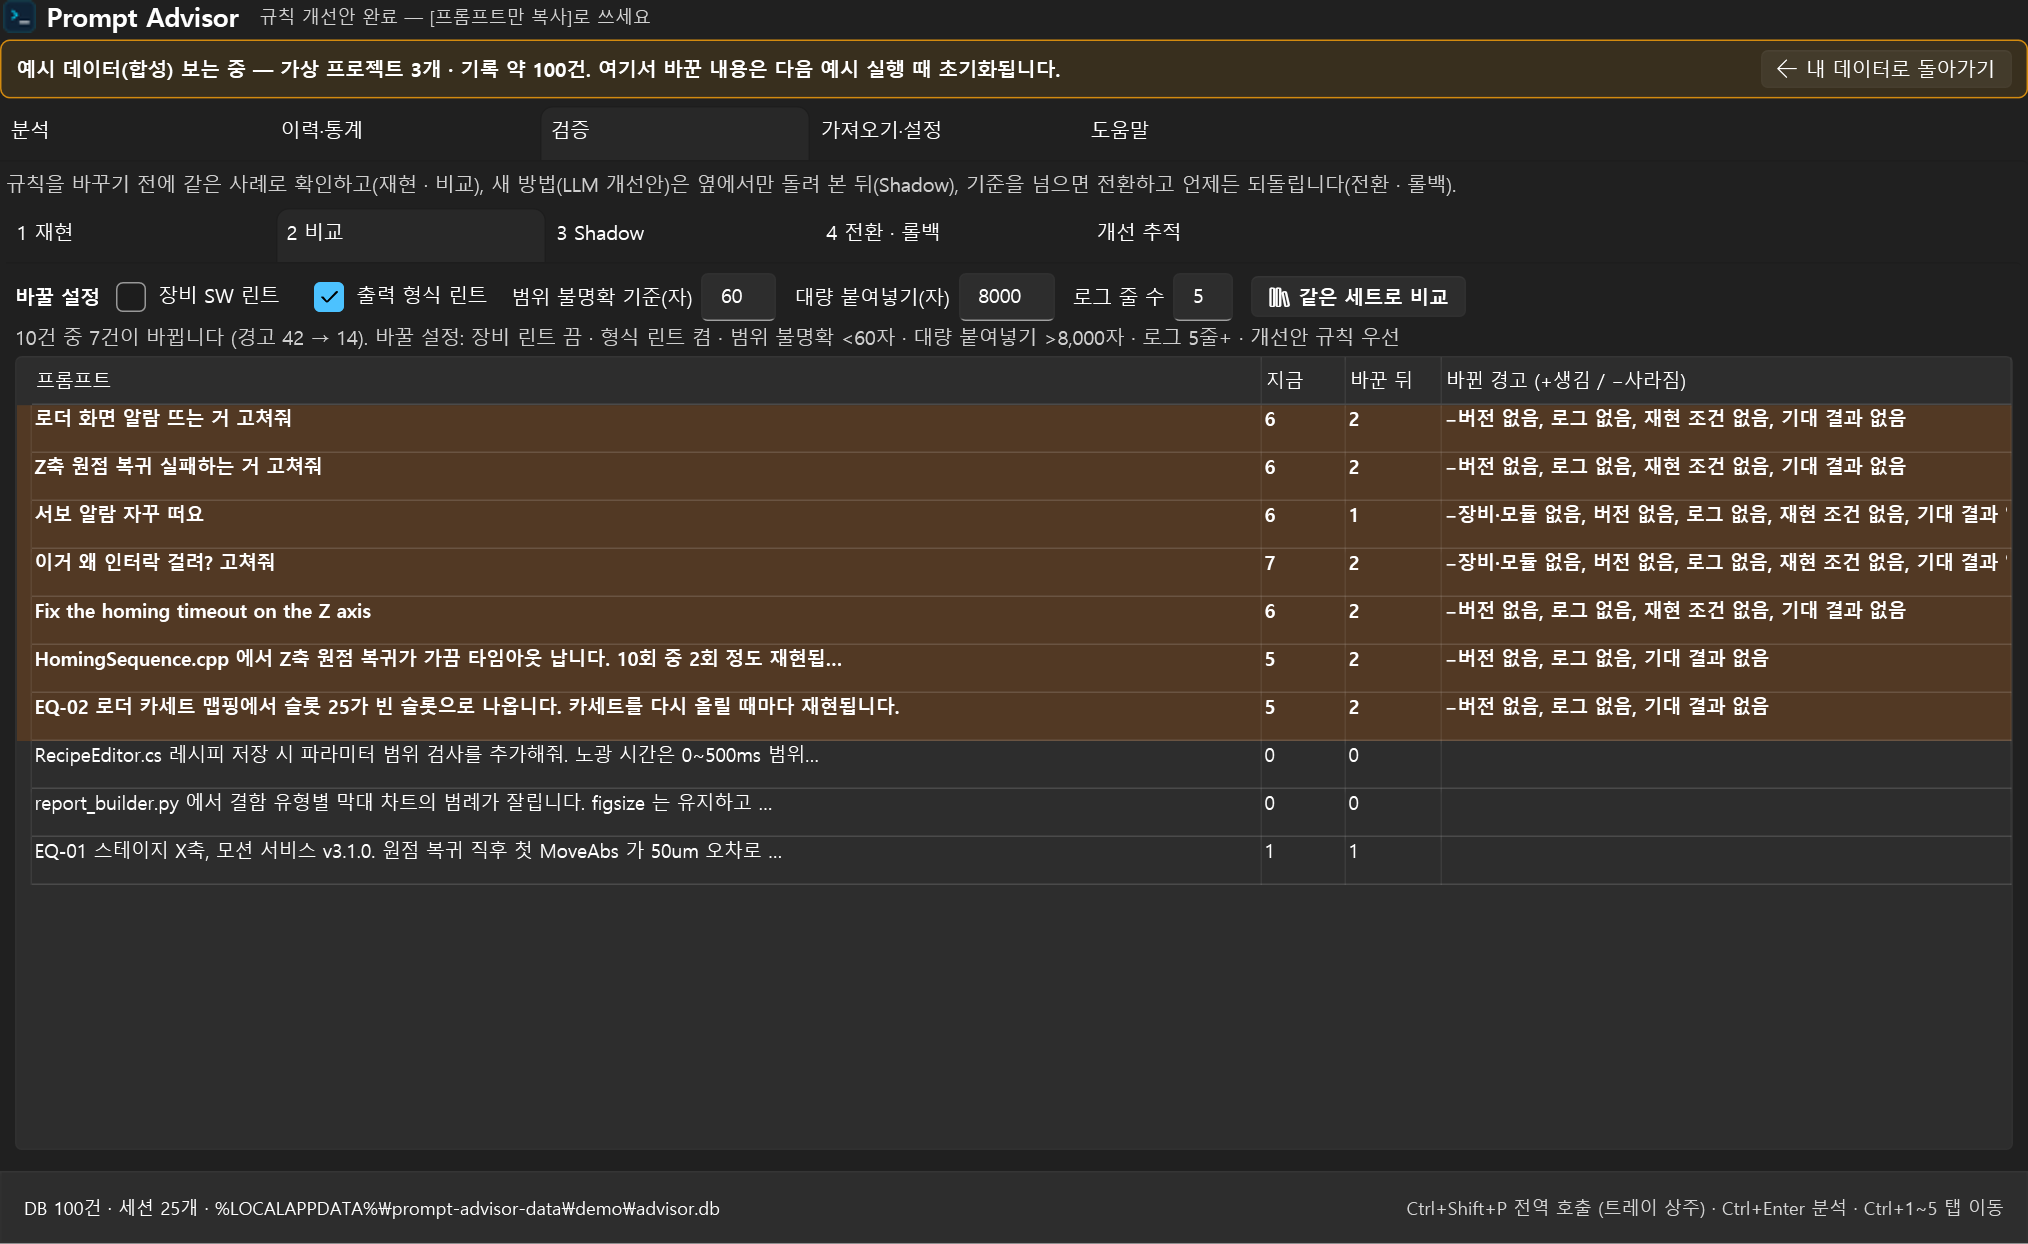 Prompt Advisor 규칙 개선안 완료 — [프롬프트만 복사]로 쓰세요
예시 데이터(합성) 보는 중 — 가상 프로젝트 3개 · 기록 약 100건. 여기서 바꾼 내용은 다음 예시 실행 때 초기화됩니다. ← 내 데이터로 돌아가기
분석 이력·통계 검증 가져오기·설정 도움말
규칙을 바꾸기 전에 같은 사례로 확인하고(재현 · 비교), 새 방법(LLM 개선안)은 옆에서만 돌려 본 뒤(Shadow), 기준을 넘으면 전환하고 언제든 되돌립니다(전환 · 롤백).
1 재현 2 비교 3 Shadow 4 전환 · 롤백 개선 추적
바꿀 설정 장비 SW 린트 출력 형식 린트 범위 불명확 기준(자) 60 대량 붙여넣기(자) 8000 로그 줄 수 5 같은 세트로 비교
10건 중 7건이 바뀝니다 (경고 42 → 14). 바꿀 설정: 장비 린트 끔 · 형식 린트 켬 · 범위 불명확 <60자 · 대량 붙여넣기 >8,000자 · 로그 5줄+ · 개선안 규칙 우선
프롬프트 지금 바꾼 뒤 바뀐 경고 (+생김 / −사라짐)
로더 화면 알람 뜨는 거 고쳐줘 6 2 −버전 없음, 로그 없음, 재현 조건 없음, 기대 결과 없음
Z축 원점 복귀 실패하는 거 고쳐줘 6 2 −버전 없음, 로그 없음, 재현 조건 없음, 기대 결과 없음
서보 알람 자꾸 떠요 6 1 −장비·모듈 없음, 버전 없음, 로그 없음, 재현 조건 없음, 기대 결과
이거 왜 인터락 걸려? 고쳐줘 7 2 −장비·모듈 없음, 버전 없음, 로그 없음, 재현 조건 없음, 기대 결과
Fix the homing timeout on the Z axis 6 2 −버전 없음, 로그 없음, 재현 조건 없음, 기대 결과 없음
HomingSequence.cpp 에서 Z축 원점 복귀가 가끔 타임아웃 납니다. 10회 중 2회 정도 재현됩... 5 2 −버전 없음, 로그 없음, 기대 결과 없음
EQ-02 로더 카세트 맵핑에서 슬롯 25가 빈 슬롯으로 나옵니다. 카세트를 다시 올릴 때마다 재현됩니다. 5 2 −버전 없음, 로그 없음, 기대 결과 없음
RecipeEditor.cs 레시피 저장 시 파라미터 범위 검사를 추가해줘. 노광 시간은 0~500ms 범위... 0 0
report_builder.py 에서 결함 유형별 막대 차트의 범례가 잘립니다. figsize 는 유지하고 ... 0 0
EQ-01 스테이지 X축, 모션 서비스 v3.1.0. 원점 복귀 직후 첫 MoveAbs 가 50um 오차로 ... 1 1
DB 100건 · 세션 25개 · %LOCALAPPDATA%₩prompt-advisor-data₩demo₩advisor.db Ctrl+Shift+P 전역 호출 (트레이 상주) · Ctrl+Enter 분석 · Ctrl+1~5 탭 이동